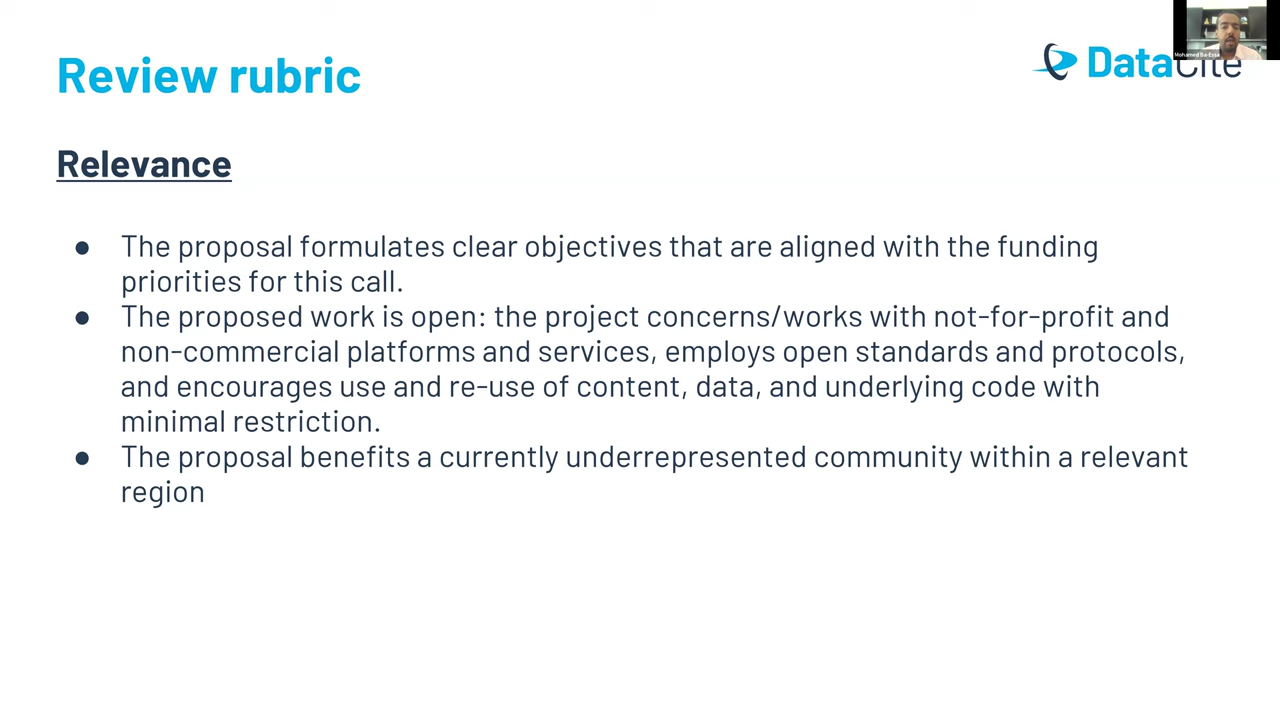 Review rubric
Mohamed Ba-Essa
DataCite
Relevance
● The proposal formulates clear objectives that are aligned with the funding
priorities for this call.
● The proposed work is open: the project concerns/works with not-for-profit and
non-commercial platforms and services, employs open standards and protocols,
and encourages use and re-use of content, data, and underlying code with
minimal restriction.
● The proposal benefits a currently underrepresented community within a relevant
region